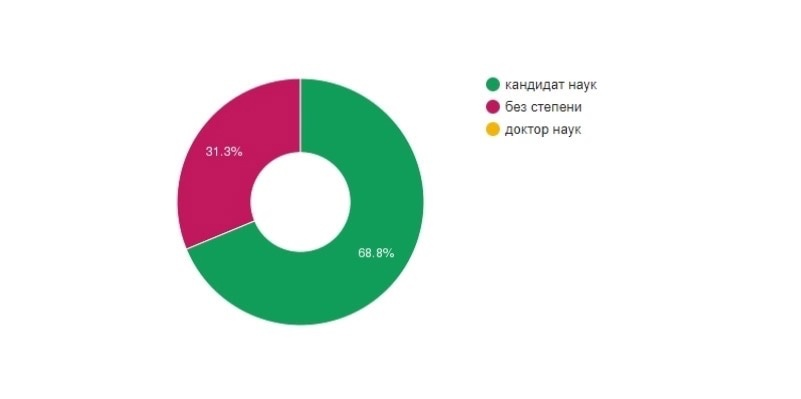 кандидат наук
без степени
доктор наук
31.3%
68.8%